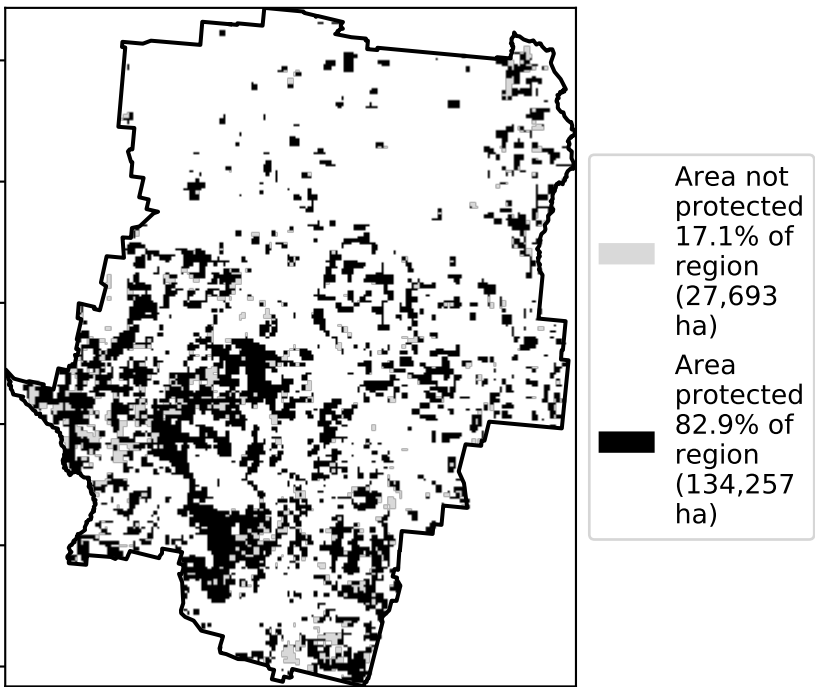 Area not
protected
17.1% of
region
(27,693
ha)
Area
protected
82.9% of
region
(134,257
ha)